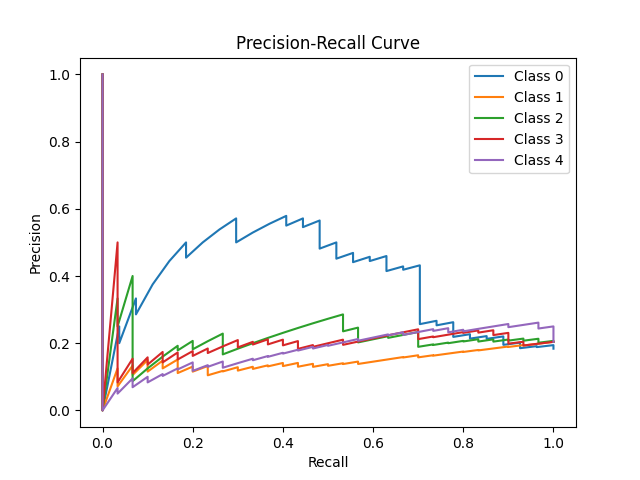 Precision-Recall Curve
Class 0
Class 1
Class 2
Class 3
Class 4
Precision
1.0
0.8
0.6
0.4
0.2
0.0
0.0 0.2 0.4 0.6 0.8 1.0
Recall